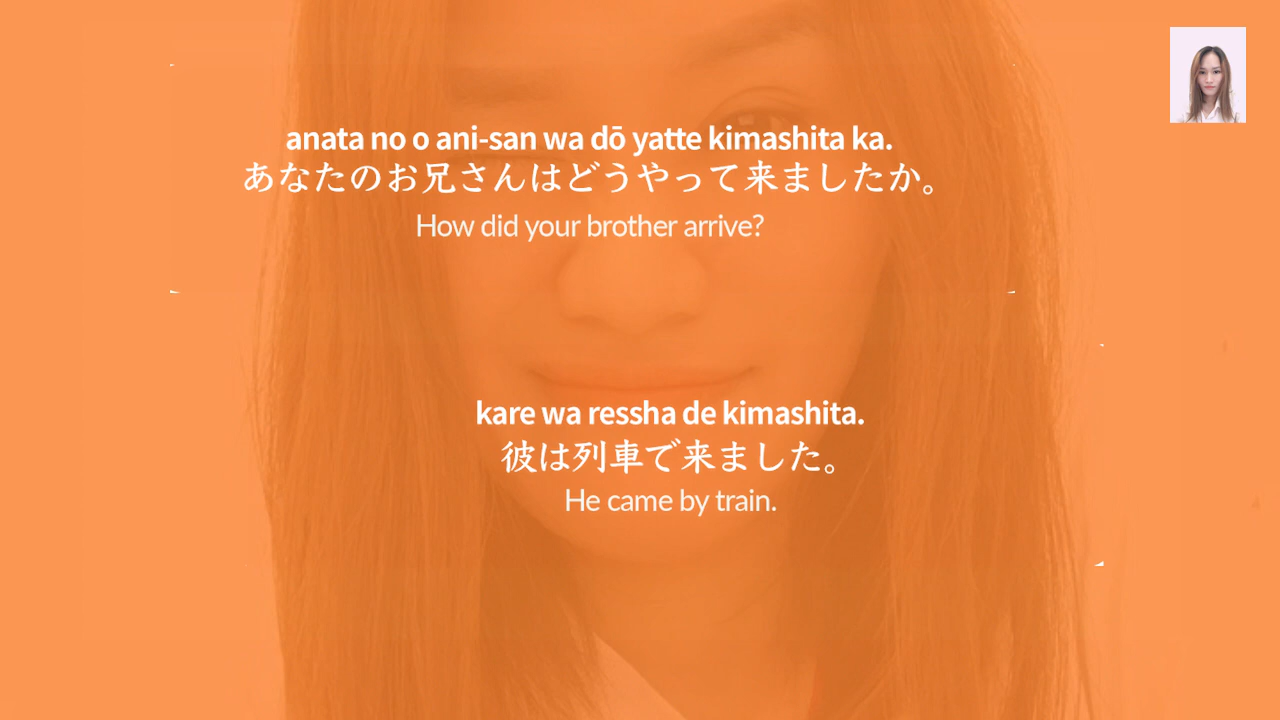 anata no o ani-san wa dō yatte kimashita ka.
あなたのお兄さんはどうやって来ましたか。
How did your brother arrive?
kare wa ressha de kimashita.
彼は列車で来ました。
He came by train.